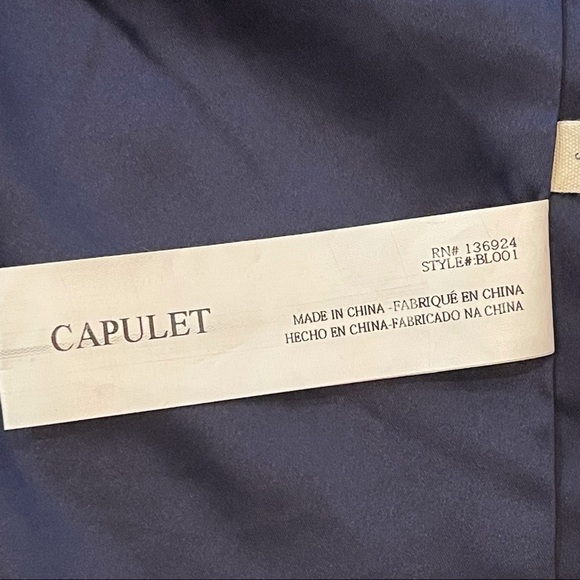 CAPULET
RN# 136924
STYLE#:BL001
MADE IN CHINA -FABRIQUÉ EN CHINA
HECHO EN CHINA-FABRICADO NA CHINA